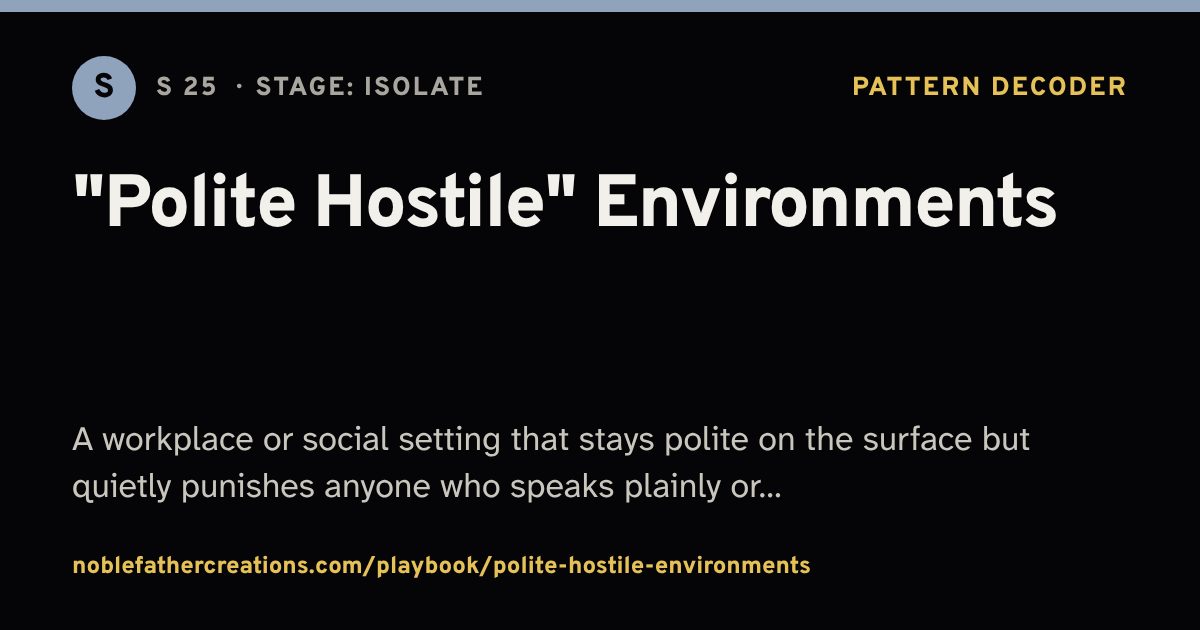 S
S 25 · STAGE: ISOLATE
PATTERN DECODER
"Polite Hostile" Environments
A workplace or social setting that stays polite on the surface but
quietly punishes anyone who speaks plainly or...
noblefathercreations.com/playbook/polite-hostile-environments